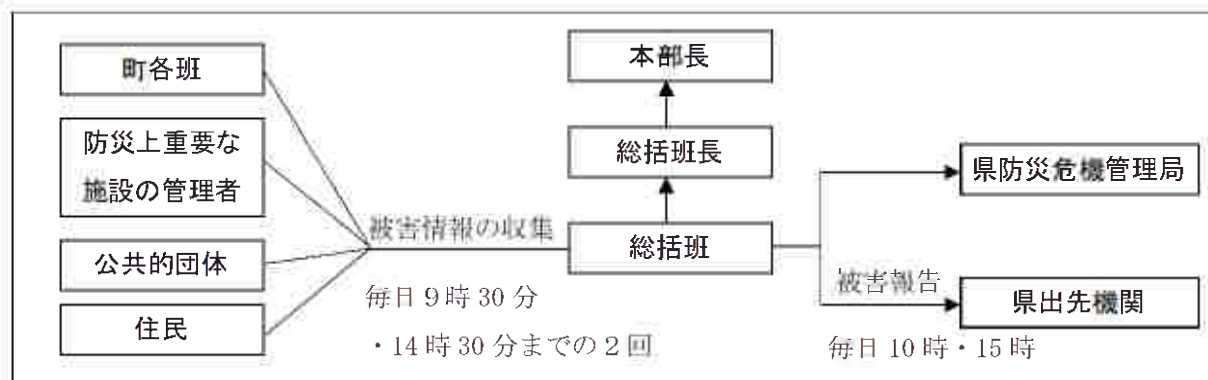 町各班
防災上重要な
施設の管理者
公共的団体
住民
被害情報の収集
毎日9時30分
・14時30分までの2回
本部長
総括班長
総括班
県防災危機管理局
被害報告
県出先機関
毎日10時・15時